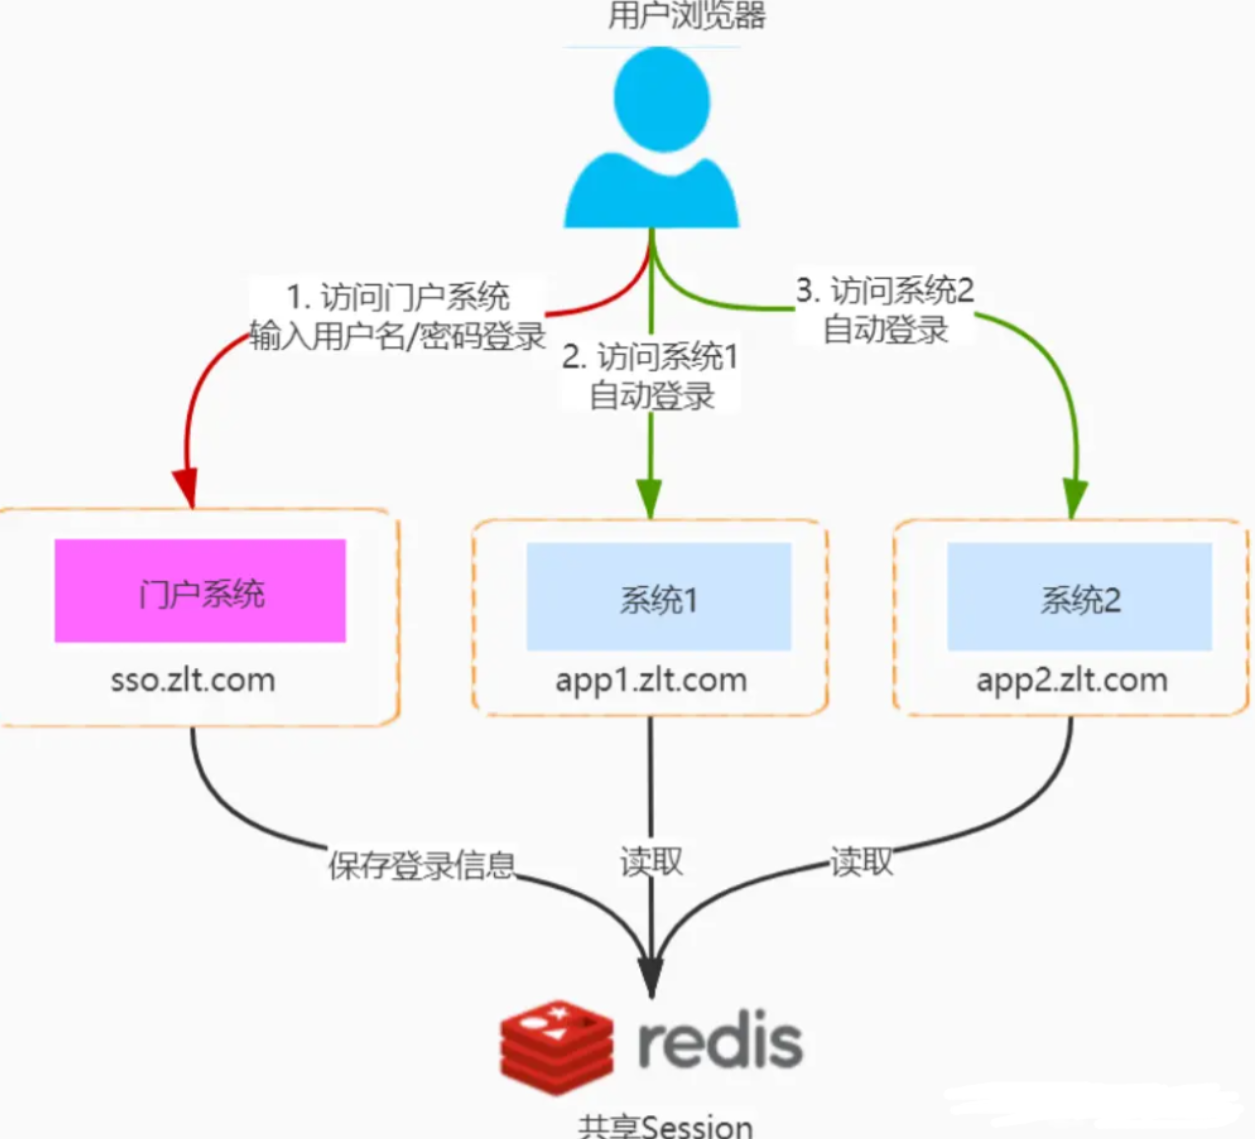 用户浏览器
1. 访问门户系统
输入用户名/密码登录
2. 访问系统1
自动登录
3. 访问系统2
自动登录
门户系统
sso.zlt.com
系统1
app1.zlt.com
系统2
app2.zlt.com
保存登录信息
读取
读取
redis
共享Session